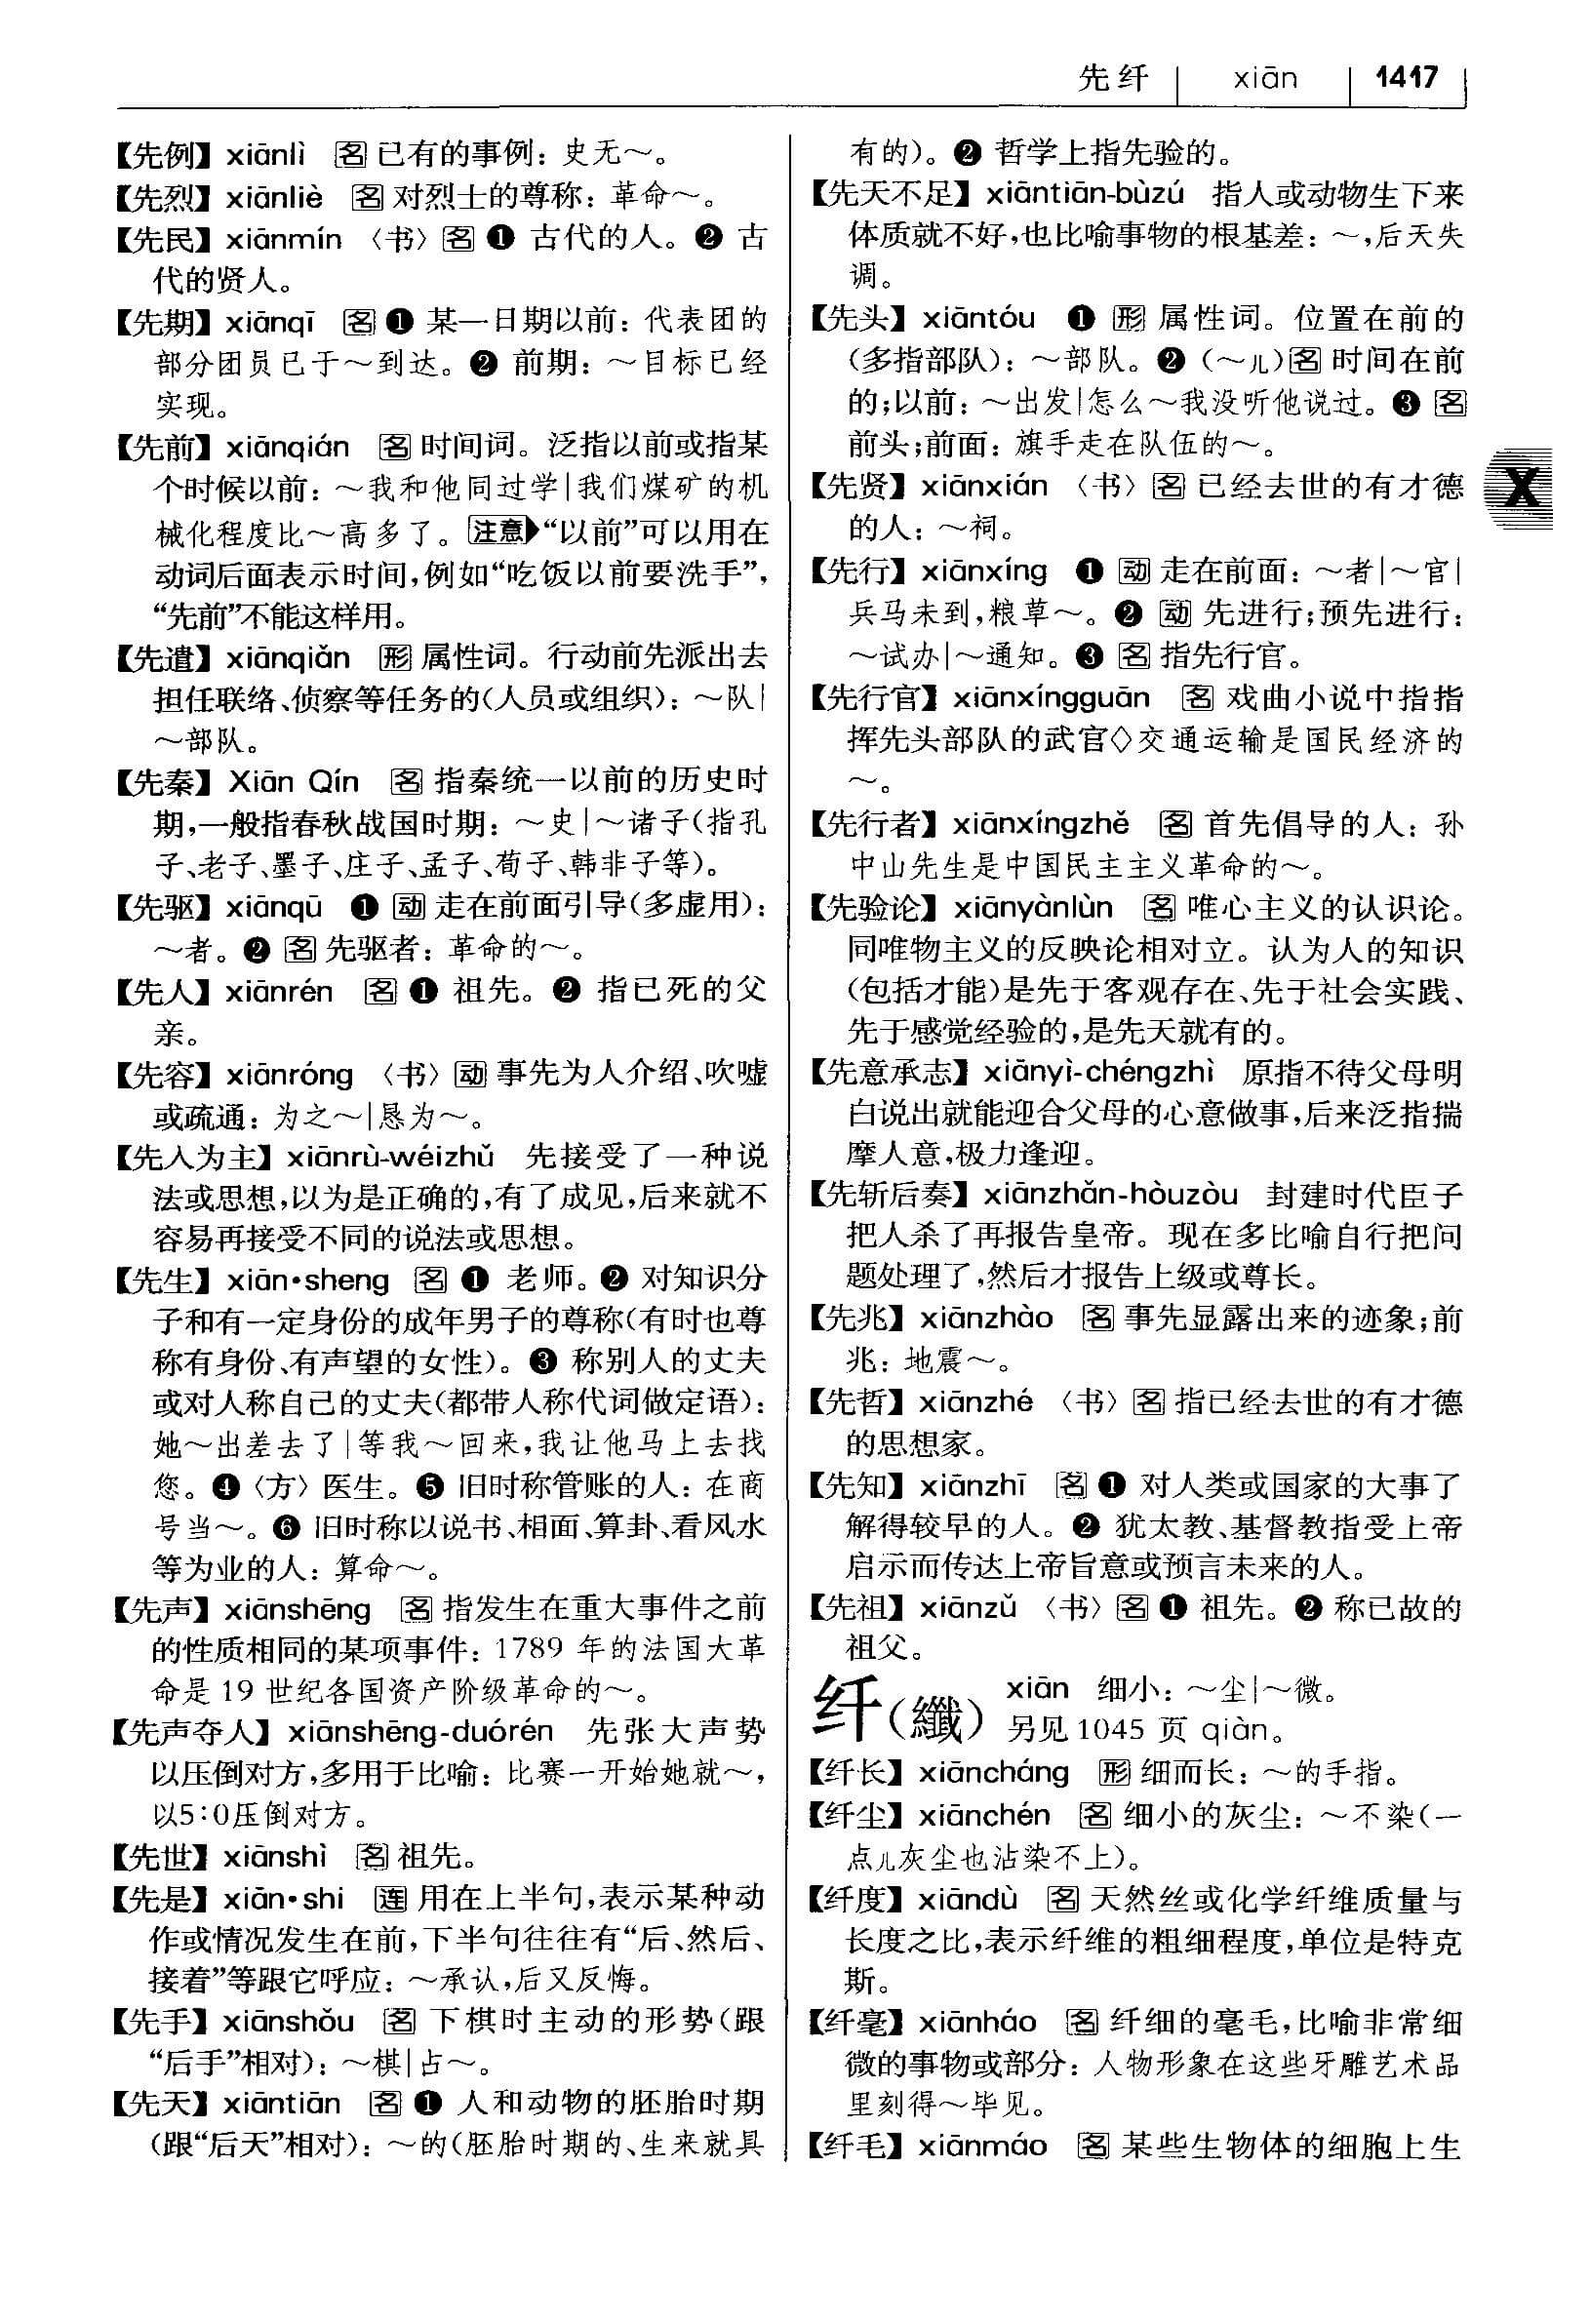 先纤 xiān 1417
【先例】 xiānlì 名 已有的事例：史无～。
【先烈】 xiānliè 名 对烈士的尊称：革命～。
【先民】 xiānmín 〈书〉名 ❶ 古代的人。❷ 古
代的贤人。
【先期】 xiānqī 名 ❶ 某一日期以前：代表团的
部分团员已于～到达。❷ 前期：～目标已经
实现。
【先前】 xiānqián 名 时间词。泛指以前或指某
个时候以前：～我和他同过学|我们煤矿的机
械化程度比～高多了。注意“以前”可以用在
动词后面表示时间，例如“吃饭以前要洗手”，
“先前”不能这样用。
【先遣】 xiānqiǎn 形 属性词。行动前先派出去
担任联络、侦察等任务的（人员或组织）：～队|
～部队。
【先秦】 Xiān Qín 名 指秦统一以前的历史时
期，一般指春秋战国时期：～史|～诸子（指孔
子、老子、墨子、庄子、孟子、荀子、韩非子等）。
【先驱】 xiānqū ❶ 动 走在前面引导（多虚用）：
～者。❷ 名 先驱者：革命的～。
【先人】 xiānrén 名 ❶ 祖先。❷ 指已死的父
亲。
【先容】 xiānróng 〈书〉动 事先为人介绍、吹嘘
或疏通：为之～|恳为～。
【先入为主】 xiānrù-wéizhǔ 先接受了一种说
法或思想，以为是正确的，有了成见，后来就不
容易再接受不同的说法或思想。
【先生】 xiān•sheng 名 ❶ 老师。❷ 对知识分
子和有一定身份的成年男子的尊称（有时也尊
称有身份、有声望的女性）。❸ 称别人的丈夫
或对人称自己的丈夫（都带人称代词做定语）：
她～出差去了|等我～回来，我让他马上去找
您。❹〈方〉医生。❺ 旧时称管账的人：在商
号当～。❻ 旧时称以说书、相面、算卦、看风水
等为业的人：算命～。
【先声】 xiānshēng 名 指发生在重大事件之前
的性质相同的某项事件：1789 年的法国大革
命是 19 世纪各国资产阶级革命的～。
【先声夺人】 xiānshēng-duórén 先张大声势
以压倒对方，多用于比喻：比赛一开始她就～，
以5∶0压倒对方。
【先世】 xiānshì 名 祖先。
【先是】 xiān•shi 连 用在上半句，表示某种动
作或情况发生在前，下半句往往有“后、然后、
接着”等跟它呼应：～承认，后又反悔。
【先手】 xiānshǒu 名 下棋时主动的形势（跟
“后手”相对）：～棋|占～。
【先天】 xiāntiān 名 ❶ 人和动物的胚胎时期
（跟“后天”相对）：～的（胚胎时期的、生来就具
有的）。❷ 哲学上指先验的。
【先天不足】 xiāntiān-bùzú 指人或动物生下来
体质就不好，也比喻事物的根基差：～，后天失
调。
【先头】 xiāntóu ❶ 形 属性词。位置在前的
（多指部队）：～部队。❷（～儿）名 时间在前
的；以前：～出发|怎么～我没听他说过。❸ 名
前头；前面：旗手走在队伍的～。
【先贤】 xiānxián 〈书〉名 已经去世的有才德
的人：～祠。
X
【先行】 xiānxíng ❶ 动 走在前面：～者|～官|
兵马未到，粮草～。❷ 动 先进行；预先进行：
～试办|～通知。❸ 名 指先行官。
【先行官】 xiānxíngguān 名 戏曲小说中指指
挥先头部队的武官◇交通运输是国民经济的
～。
【先行者】 xiānxíngzhě 名 首先倡导的人：孙
中山先生是中国民主主义革命的～。
【先验论】 xiānyànlùn 名 唯心主义的认识论。
同唯物主义的反映论相对立。认为人的知识
（包括才能）是先于客观存在、先于社会实践、
先于感觉经验的，是先天就有的。
【先意承志】 xiānyì-chéngzhì 原指不待父母明
白说出就能迎合父母的心意做事，后来泛指揣
摩人意，极力逢迎。
【先斩后奏】 xiānzhǎn-hòuzòu 封建时代臣子
把人杀了再报告皇帝。现在多比喻自行把问
题处理了，然后才报告上级或尊长。
【先兆】 xiānzhào 名 事先显露出来的迹象；前
兆：地震～。
【先哲】 xiānzhé 〈书〉名 指已经去世的有才德
的思想家。
【先知】 xiānzhī 名 ❶ 对人类或国家的大事了
解得较早的人。❷ 犹太教、基督教指受上帝
启示而传达上帝旨意或预言未来的人。
【先祖】 xiānzǔ 〈书〉名 ❶ 祖先。❷ 称已故的
祖父。
纤（纖） xiān 细小：～尘|～微。
另见 1045 页 qiàn。
【纤长】 xiāncháng 形 细而长：～的手指。
【纤尘】 xiānchén 名 细小的灰尘：～不染（一
点儿灰尘也沾染不上）。
【纤度】 xiāndù 名 天然丝或化学纤维质量与
长度之比，表示纤维的粗细程度，单位是特克
斯。
【纤毫】 xiānháo 名 纤细的毫毛，比喻非常细
微的事物或部分：人物形象在这些牙雕艺术品
里刻得～毕见。
【纤毛】 xiānmáo 名 某些生物体的细胞上生